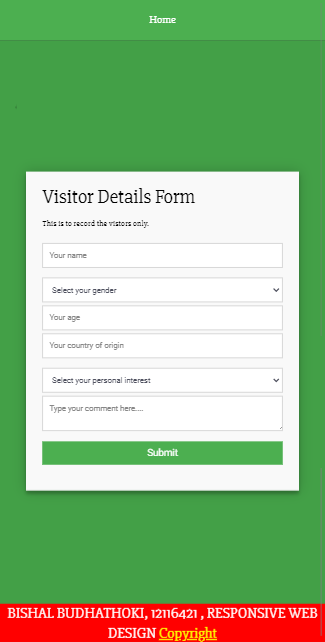 Home
Visitor Details Form
This is to record the vistors only.
Your name
Select your gender
Your age
Your country of origin
Select your personal interest
Type your comment here....
Submit
BISHAL BUDHATHOKI, 12116421 , RESPONSIVE WEB
DESIGN Copyright